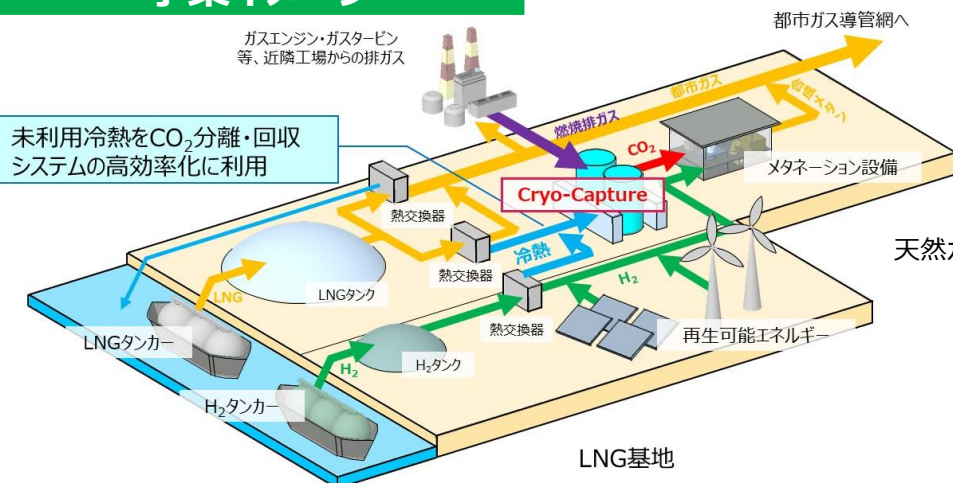 都市ガス導管網へ
ガスエンジン・ガスタービン
等、近隣工場からの排ガス
都市ガス
合成メタン
燃焼排ガス
未利用冷熱をCO₂分離・回収
システムの高効率化に利用
CO₂
メタネーション設備
Cryo-Capture
熱交換器
冷熱
熱交換器
LNG
LNGタンク
H₂
熱交換器
再生可能エネルギー
LNGタンカー
H₂
H₂タンク
H₂タンカー
LNG基地